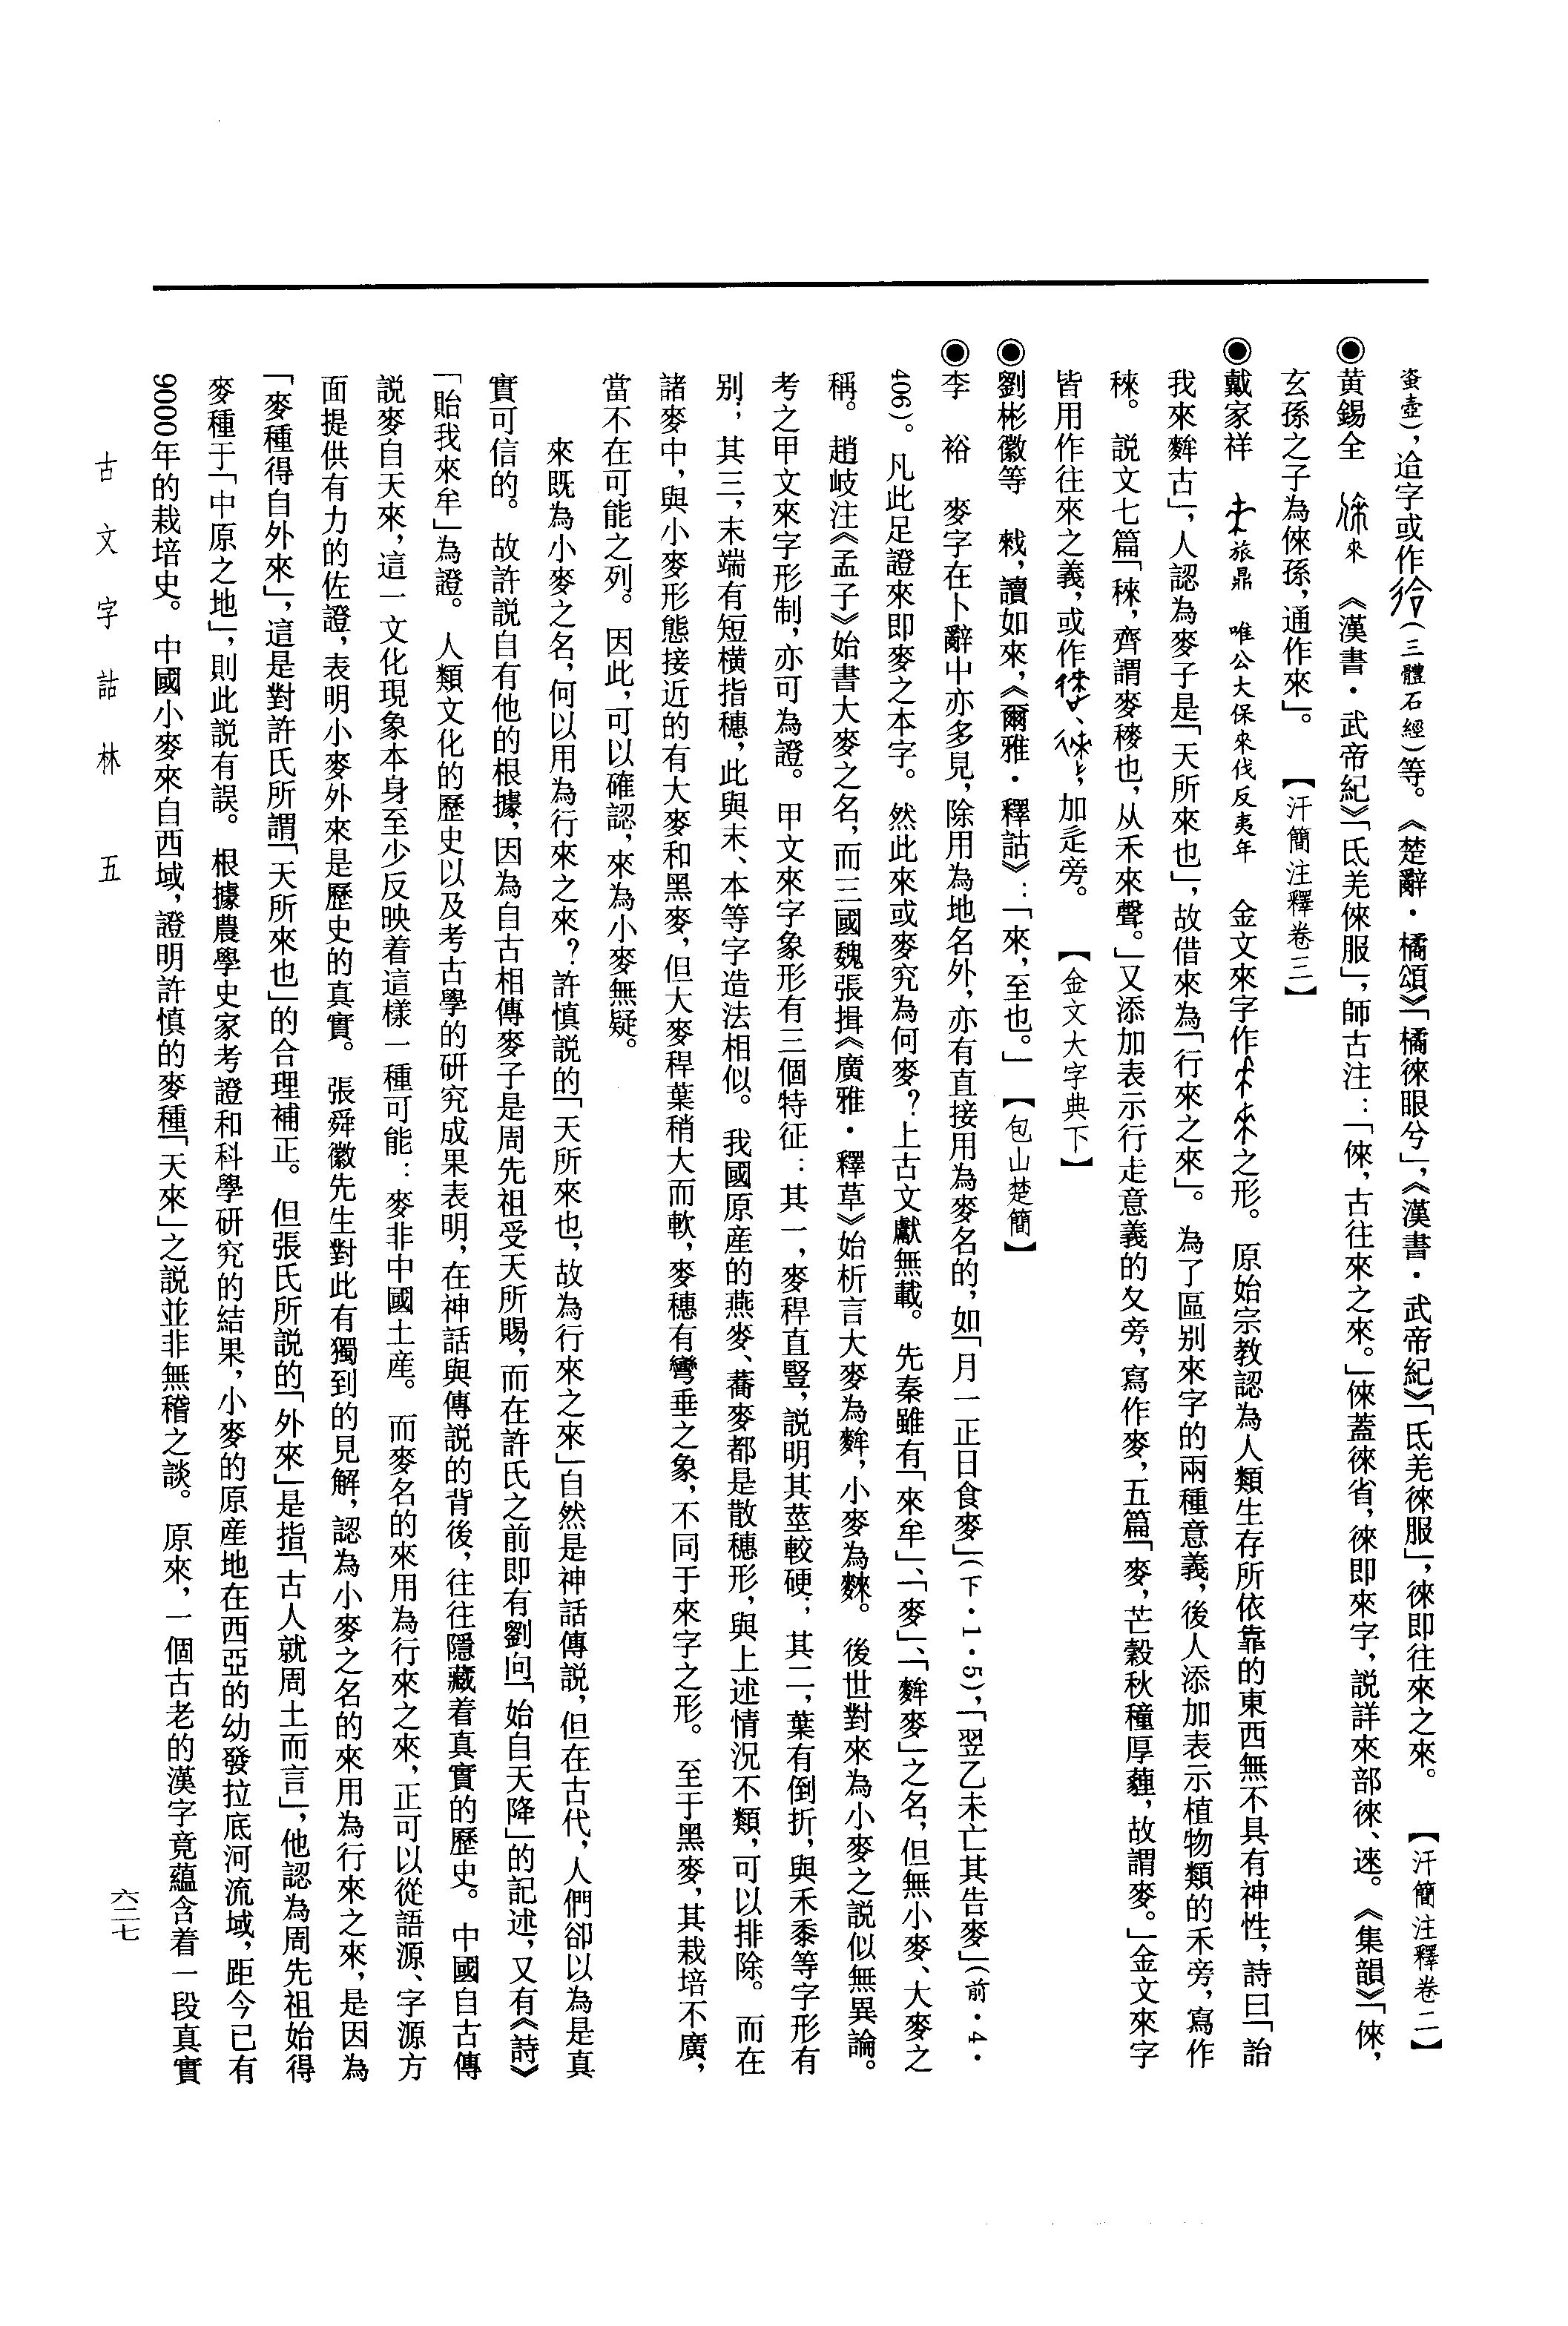 蚉壺），迨字或作（三體石經）等。《楚辭·橘頌》「橘徠眼兮」，《漢書·武帝紀》「氐羌徠服」，徠即往來之來。　【汗簡注釋卷二】
◉黄錫全　來　《漢書·武帝紀》「氐羌倈服」，師古注：「倈，古往來之來。」倈蓋徠省，徠即來字，説詳來部徠、逨。《集韻》「倈，
玄孫之子為倈孫，通作來」。　【汗簡注釋卷三】
◉戴家祥　旅鼎　唯公大保來伐反夷年　金文來字作之形。原始宗教認為人類生存所依靠的東西無不具有神性，詩曰「詒
我來麰古」，人認為麥子是「天所來也」，故借來為「行來之來」。為了區别來字的兩種意義，後人添加表示植物類的禾旁，寫作
䅘。説文七篇「䅘，齊謂麥䅘也，从禾來聲。」又添加表示行走意義的夊旁，寫作麥，五篇「麥，芒穀秋穜厚薶，故謂麥。」金文來字
皆用作往來之義，或作、，加辵旁。　【金文大字典下】
◉劉彬徽等　𢧵，讀如來，《爾雅·釋詁》：「來，至也。」　【包山楚簡】
◉李　裕　麥字在卜辭中亦多見，除用為地名外，亦有直接用為麥名的，如「月一正日食麥」（下·1·5），「翌乙未亡其告麥」（前·4·
406）。凡此足證來即麥之本字。然此來或麥究為何麥？上古文獻無載。先秦雖有「來牟」、「麥」、「麰麥」之名，但無小麥、大麥之
稱。趙岐注《孟子》始書大麥之名，而三國魏張揖《廣雅·釋草》始析言大麥為麰，小麥為䅘。後世對來為小麥之説似無異論。
考之甲文來字形制，亦可為證。甲文來字象形有三個特征：其一，麥稈直豎，説明其莖較硬；其二，葉有倒折，與禾黍等字形有
别；其三，末端有短橫指穗，此與末、本等字造法相似。我國原産的燕麥、蕎麥都是散穗形，與上述情況不類，可以排除。而在
諸麥中，與小麥形態接近的有大麥和黑麥，但大麥稈葉稍大而軟，麥穗有彎垂之象，不同于來字之形。至于黑麥，其栽培不廣，
當不在可能之列。因此，可以確認，來為小麥無疑。
來既為小麥之名，何以用為行來之來？許慎説的「天所來也，故為行來之來」自然是神話傳説，但在古代，人們卻以為是真
實可信的。故許説自有他的根據，因為自古相傳麥子是周先祖受天所賜，而在許氏之前即有劉向「始自天降」的記述，又有《詩》
「貽我來牟」為證。人類文化的歷史以及考古學的研究成果表明，在神話與傳説的背後，往往隱藏着真實的歷史。中國自古傳
説麥自天來，這一文化現象本身至少反映着這樣一種可能：麥非中國土産。而麥名的來用為行來之來，正可以從語源、字源方
面提供有力的佐證，表明小麥外來是歷史的真實。張舜徽先生對此有獨到的見解，認為小麥之名的來用為行來之來，是因為
「麥種得自外來」，這是對許氏所謂「天所來也」的合理補正。但張氏所説的「外來」是指「古人就周土而言」，他認為周先祖始得
麥種于「中原之地」，則此説有誤。根據農學史家考證和科學研究的結果，小麥的原産地在西亞的幼發拉底河流域，距今已有
9000年的栽培史。中國小麥來自西域，證明許慎的麥種「天來」之説並非無稽之談。原來，一個古老的漢字竟蘊含着一段真實
古文字詁林　五
六二七